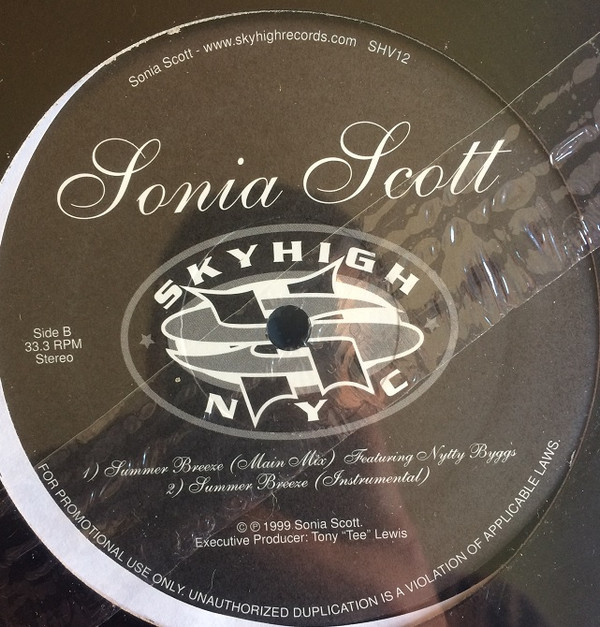 Sonia Scott - www.skyhighrecords.com SHV12
Sonia Scott
SKYHIGH
NYC
Side B
33.3 RPM
Stereo
1) Summer Breeze (Main Mix) Featuring Nytty Bygg's
2) Summer Breeze (Instrumental)
© ℗ 1999 Sonia Scott.
Executive Producer: Tony "Tee" Lewis
FOR PROMOTIONAL USE ONLY. UNAUTHORIZED DUPLICATION IS A VIOLATION OF APPLICABLE LAWS.